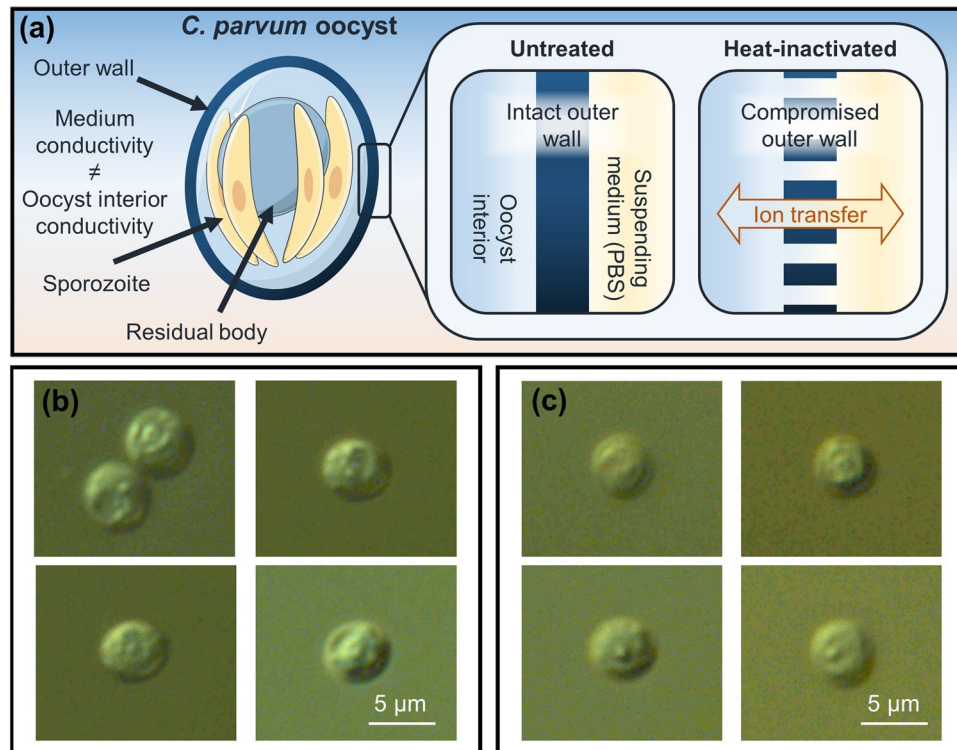 (a)
C. parvum oocyst
Outer wall
Medium
conductivity
≠
Oocyst interior
conductivity
Sporozoite
Residual body
Untreated
Intact outer
wall
Oocyst
interior
Suspending
medium (PBS)
Heat-inactivated
Compromised
outer wall
Ion transfer
(b)
5 μm
(c)
5 μm